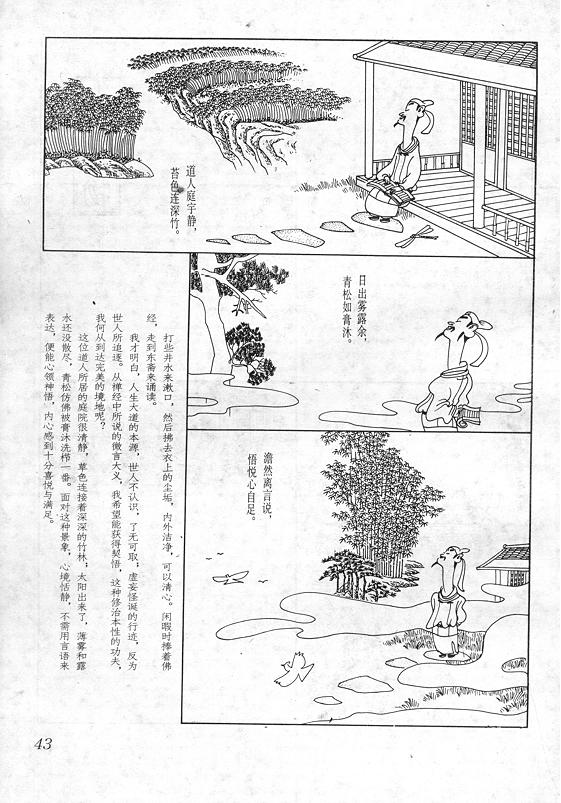 道人庭宇静，
苔色连深竹。
日出雾露余，
青松如膏沐。
澹然离言说，
悟悦心自足。
打些井水来漱口，然后拂去衣上的尘垢，内外洁净，可以清心。闲暇时捧着佛
经，走到东斋来诵读。
我才明白，人生大道的本源，世人不认识，了无可取；虚妄怪诞的行迹，反为
世人所追逐。从禅经中所说的微言大义，我希望能获得契悟，这种修治本性的功夫，
我何从到达完美的境地呢？
这位道人所居的庭院很清静，草色连接着深深的竹林；太阳出来了，薄雾和露
水还没散尽，青松仿佛被膏沐洗栉一番。面对这种景象，心境恬静，不需用言语来
表达，便能心领神悟，内心感到十分喜悦与满足。
43